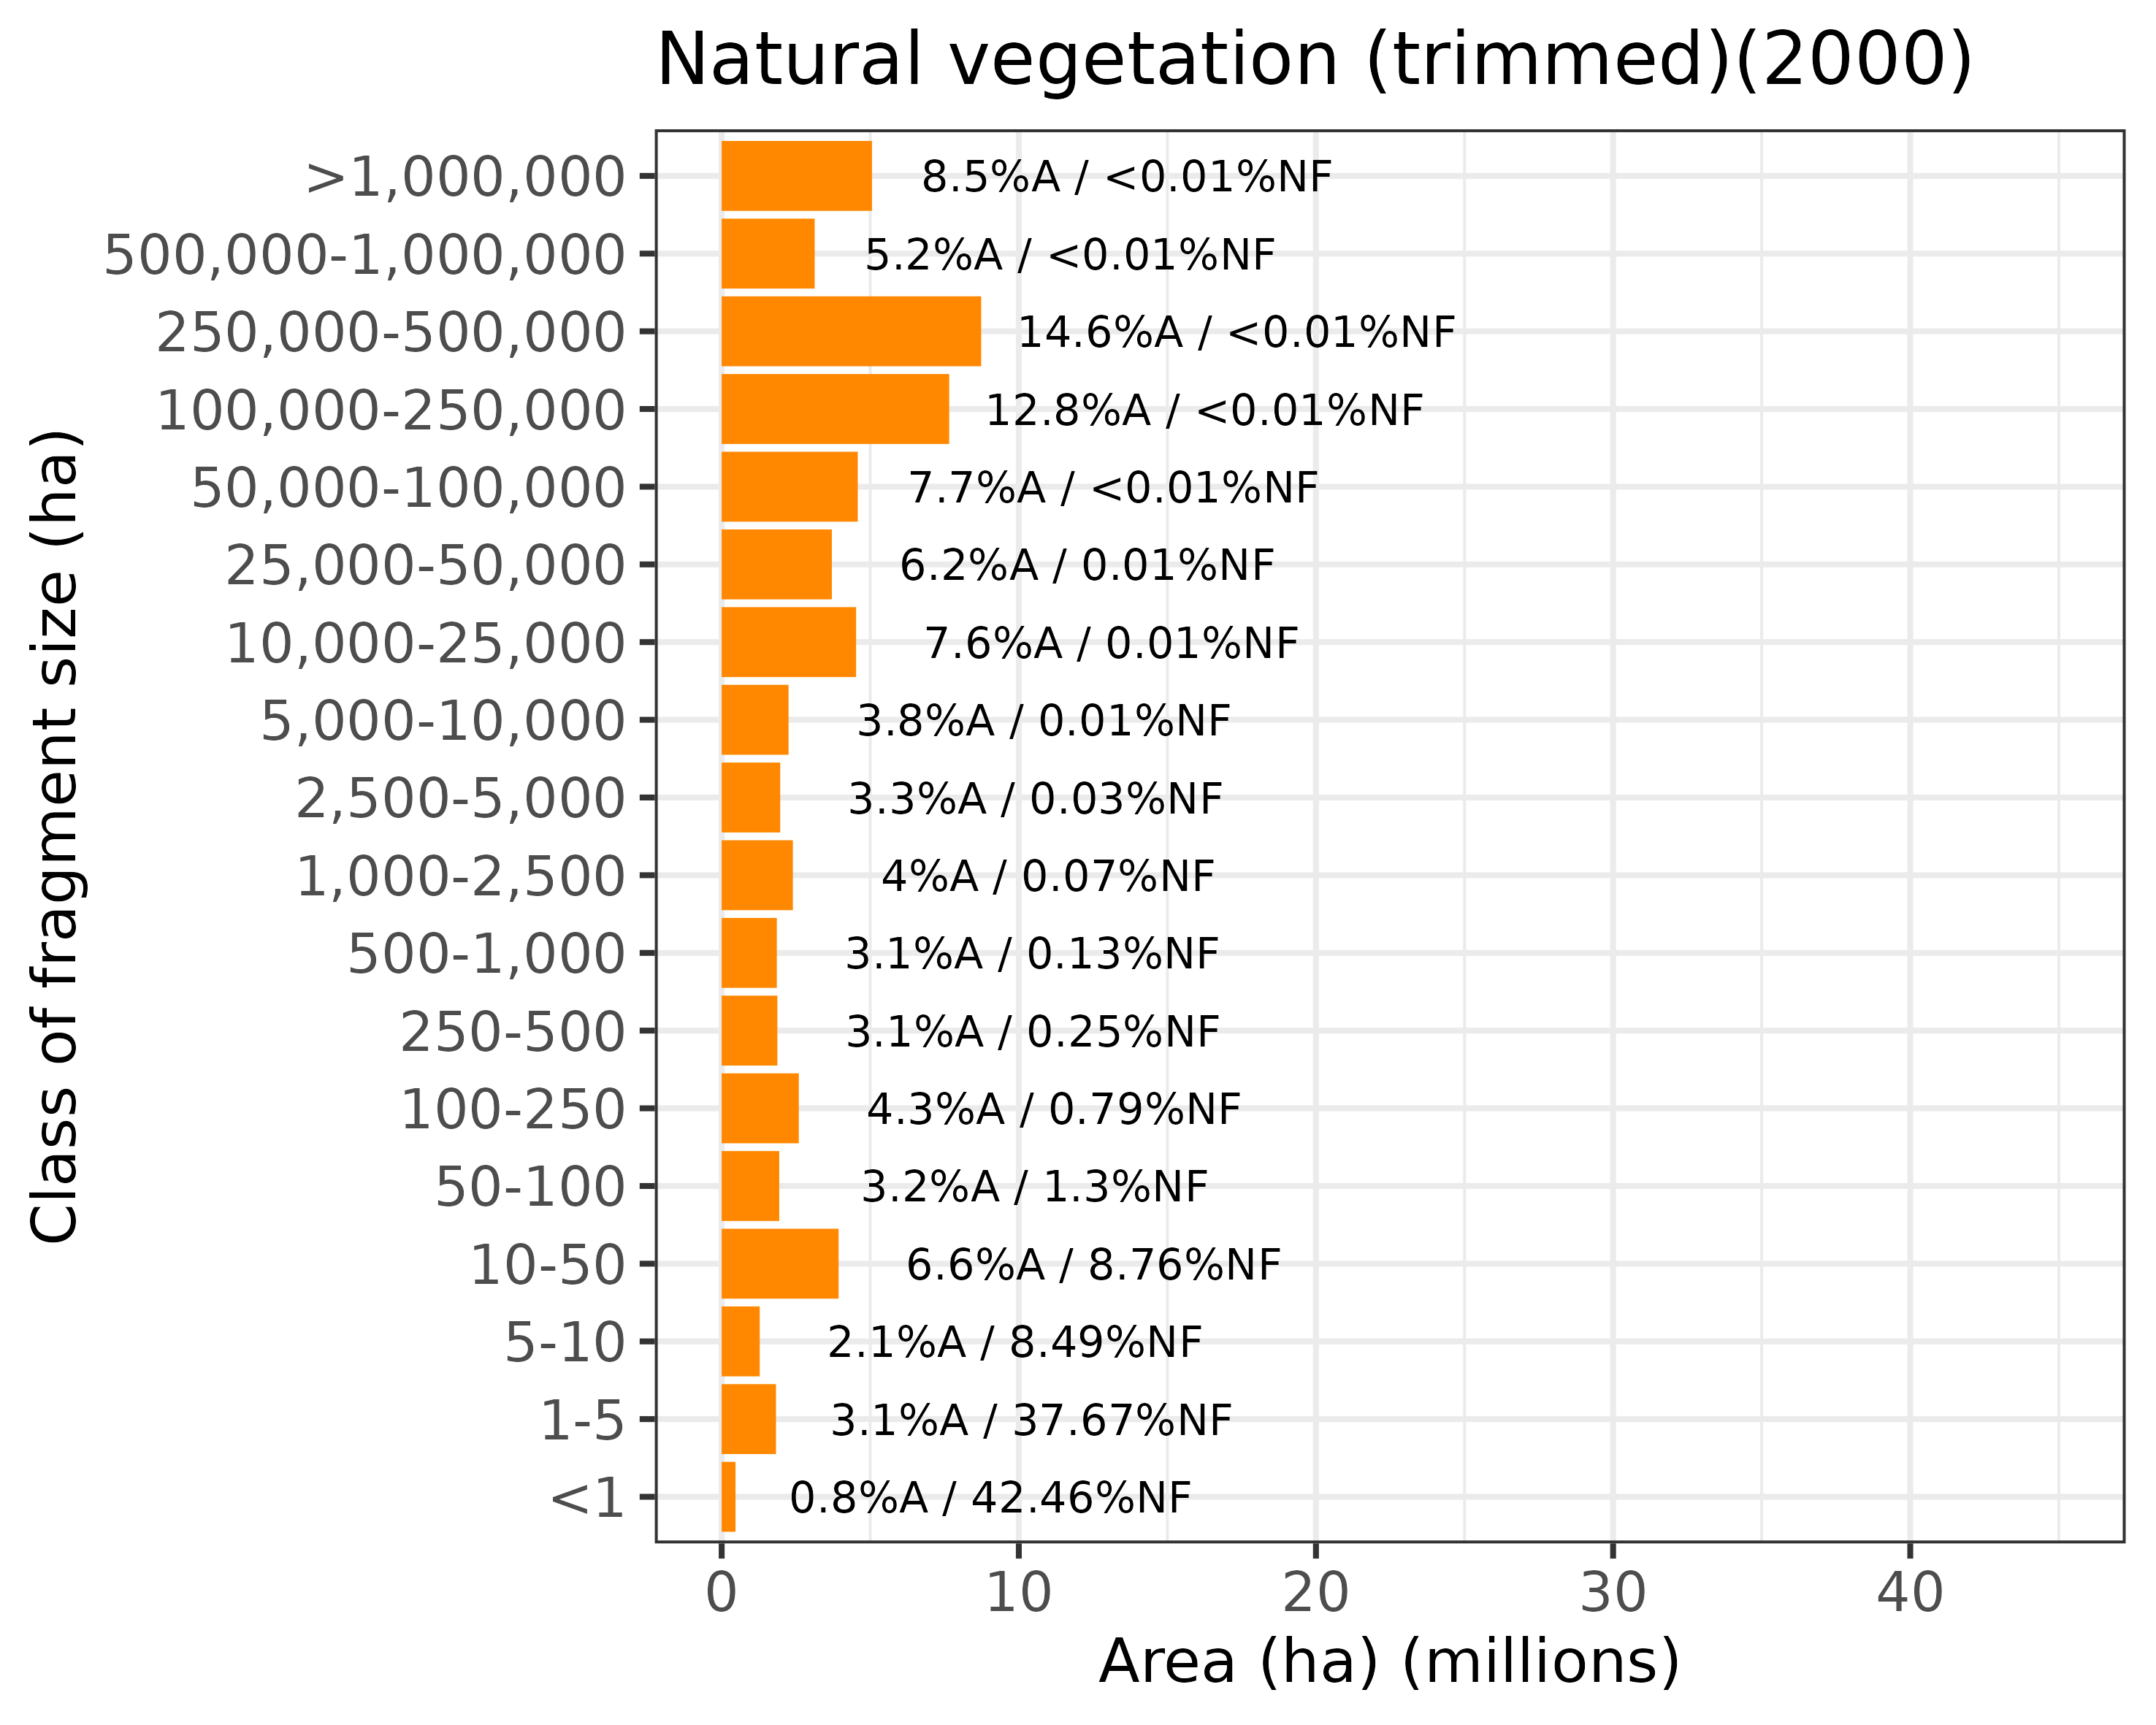 Natural vegetation (trimmed)(2000)
Class of fragment size (ha)
>1,000,000 8.5%A / <0.01%NF
500,000-1,000,000 5.2%A / <0.01%NF
250,000-500,000 14.6%A / <0.01%NF
100,000-250,000 12.8%A / <0.01%NF
50,000-100,000 7.7%A / <0.01%NF
25,000-50,000 6.2%A / 0.01%NF
10,000-25,000 7.6%A / 0.01%NF
5,000-10,000 3.8%A / 0.01%NF
2,500-5,000 3.3%A / 0.03%NF
1,000-2,500 4%A / 0.07%NF
500-1,000 3.1%A / 0.13%NF
250-500 3.1%A / 0.25%NF
100-250 4.3%A / 0.79%NF
50-100 3.2%A / 1.3%NF
10-50 6.6%A / 8.76%NF
5-10 2.1%A / 8.49%NF
1-5 3.1%A / 37.67%NF
<1 0.8%A / 42.46%NF
0 10 20 30 40
Area (ha) (millions)